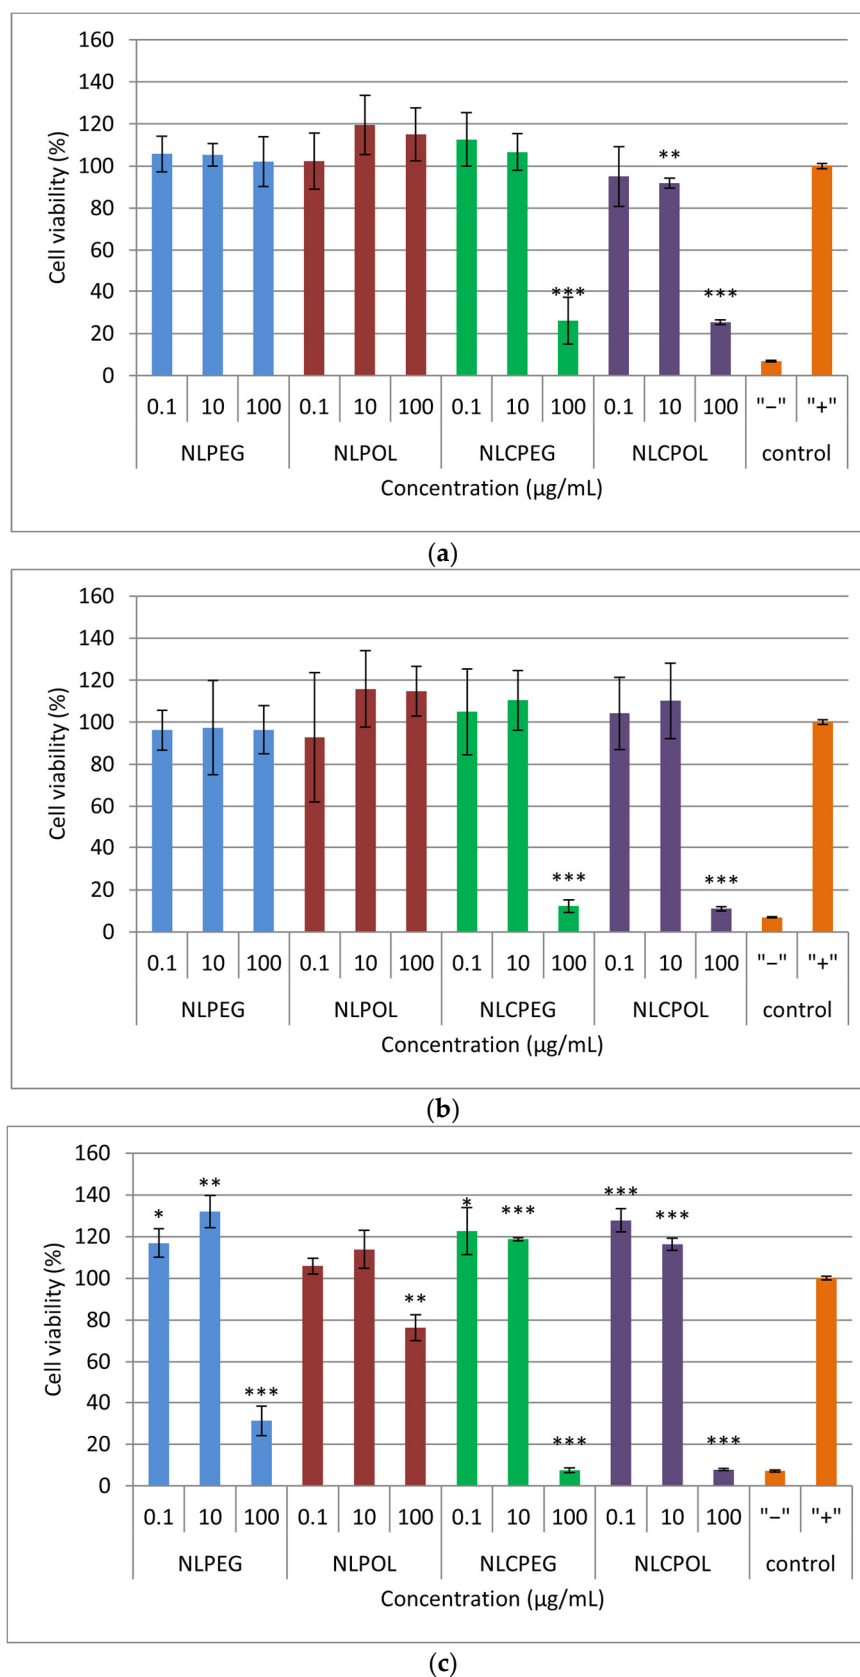 160
140
120
100
80
60
40
20
0
Cell viability (%)
**
***
***
0.1 10 100 0.1 10 100 0.1 10 100 0.1 10 100 "−" "+"
NLPEG NLPOL NLCPEG NLCPOL control
Concentration (µg/mL)
(a)
160
140
120
100
80
60
40
20
0
Cell viability (%)
***
***
0.1 10 100 0.1 10 100 0.1 10 100 0.1 10 100 "−" "+"
NLPEG NLPOL NLCPEG NLCPOL control
Concentration (µg/mL)
(b)
160
140
120
100
80
60
40
20
0
Cell viability (%)
*
**
***
**
*
***
***
***
***
***
0.1 10 100 0.1 10 100 0.1 10 100 0.1 10 100 "−" "+"
NLPEG NLPOL NLCPEG NLCPOL control
Concentration (µg/mL)
(c)